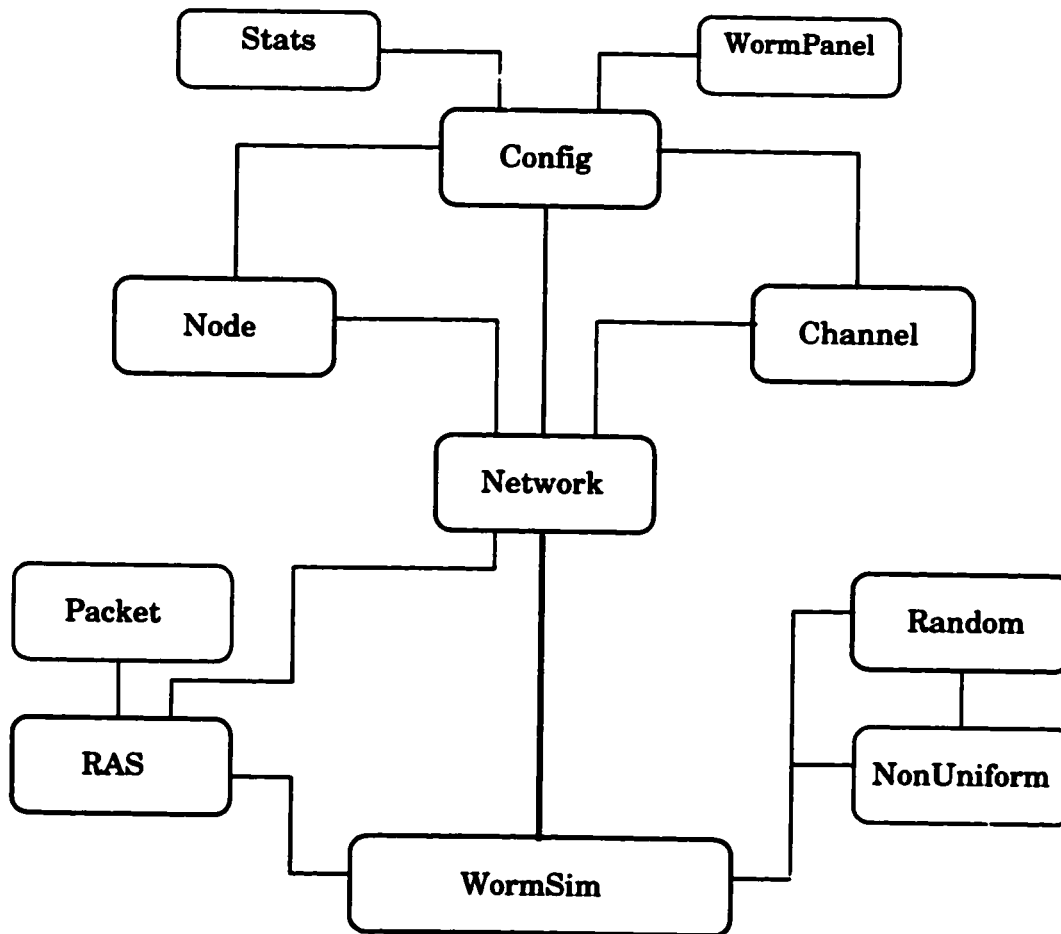 Stats
WormPanel
Config
Node
Channel
Network
Packet
Random
RAS
NonUniform
WormSim